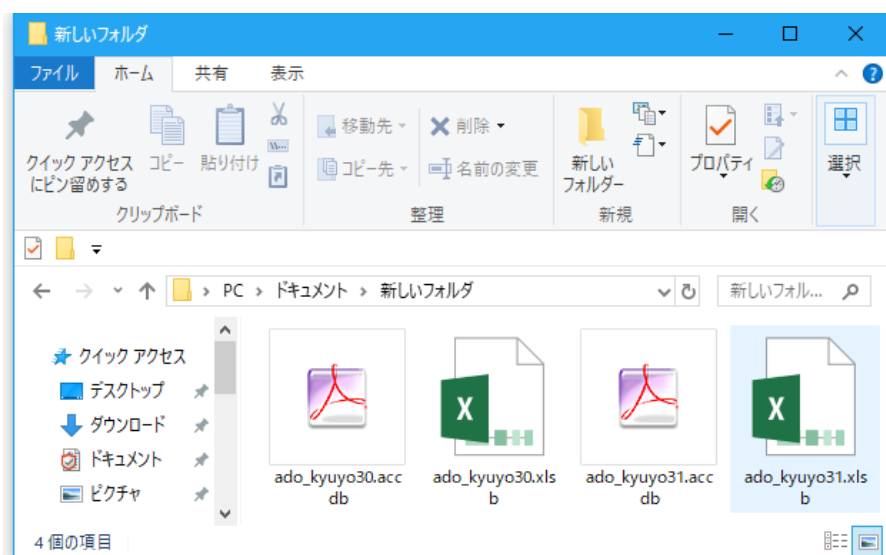 新しいフォルダ
ファイル ホーム 共有 表示
クイック アクセス
にピン留めする
コピー
貼り付け
移動先
コピー先
削除
名前の変更
新しい
フォルダー
プロパティ
選択
クリップボード 整理 新規 開く
PC › ドキュメント › 新しいフォルダ
新しいフォル...
クイック アクセス
デスクトップ
ダウンロード
ドキュメント
ピクチャ
ado_kyuyo30.acc
db
ado_kyuyo30.xls
b
ado_kyuyo31.acc
db
ado_kyuyo31.xls
b
4 個の項目